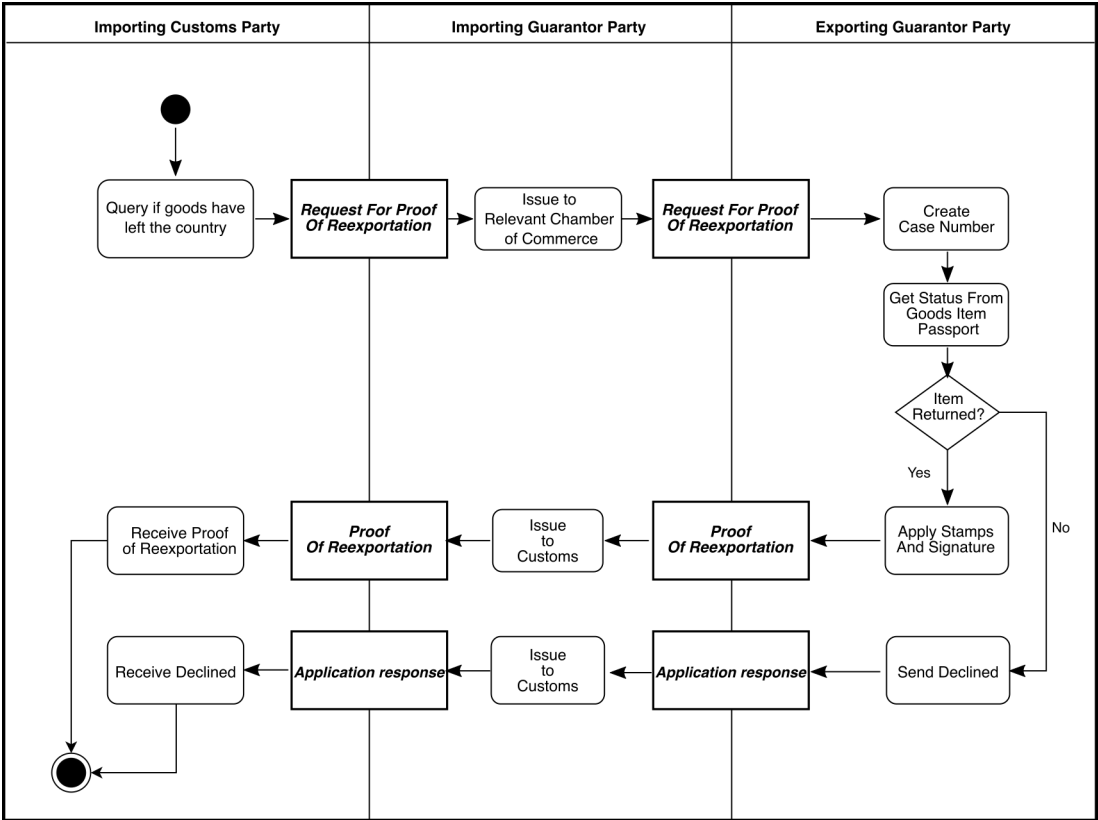 Importing Customs Party
Importing Guarantor Party
Exporting Guarantor Party
Query if goods have
left the country
Request For Proof
Of Reexportation
Issue to
Relevant Chamber
of Commerce
Request For Proof
Of Reexportation
Create
Case Number
Get Status From
Goods Item
Passport
Item
Returned?
Yes
No
Receive Proof
of Reexportation
Proof
Of Reexportation
Issue
to
Customs
Proof
Of Reexportation
Apply Stamps
And Signature
Receive Declined
Application response
Issue
to
Customs
Application response
Send Declined